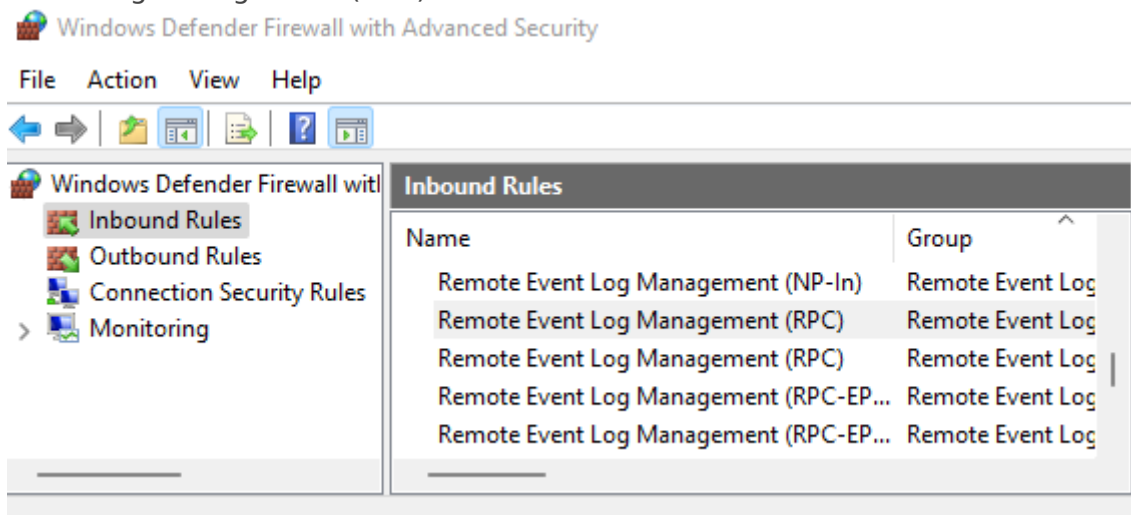 Windows Defender Firewall with Advanced Security
File Action View Help
Windows Defender Firewall witl
Inbound Rules
Outbound Rules
Connection Security Rules
Monitoring
Inbound Rules
Name Group
Remote Event Log Management (NP-In) Remote Event Log
Remote Event Log Management (RPC) Remote Event Log
Remote Event Log Management (RPC) Remote Event Log
Remote Event Log Management (RPC-EP... Remote Event Log
Remote Event Log Management (RPC-EP... Remote Event Log